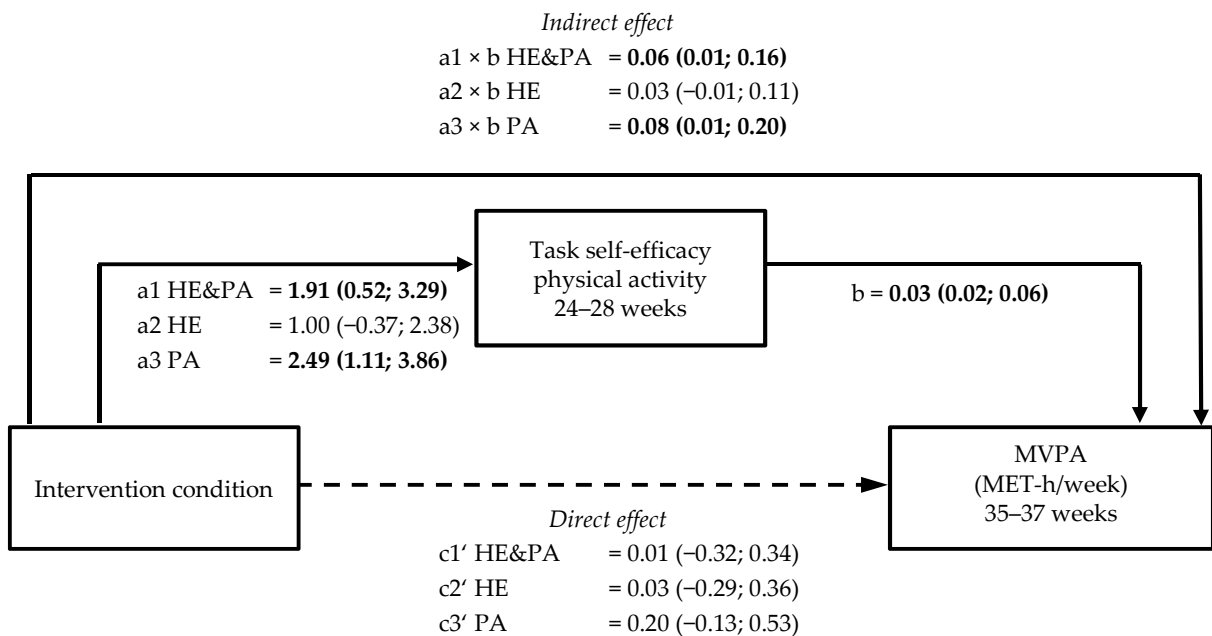 Indirect effect
a1 × b HE&PA = 0.06 (0.01; 0.16)
a2 × b HE = 0.03 (−0.01; 0.11)
a3 × b PA = 0.08 (0.01; 0.20)
Task self-efficacy
physical activity
24–28 weeks
a1 HE&PA = 1.91 (0.52; 3.29)
a2 HE = 1.00 (−0.37; 2.38)
a3 PA = 2.49 (1.11; 3.86)
b = 0.03 (0.02; 0.06)
Intervention condition
MVPA
(MET-h/week)
35–37 weeks
Direct effect
c1‘ HE&PA = 0.01 (−0.32; 0.34)
c2‘ HE = 0.03 (−0.29; 0.36)
c3‘ PA = 0.20 (−0.13; 0.53)